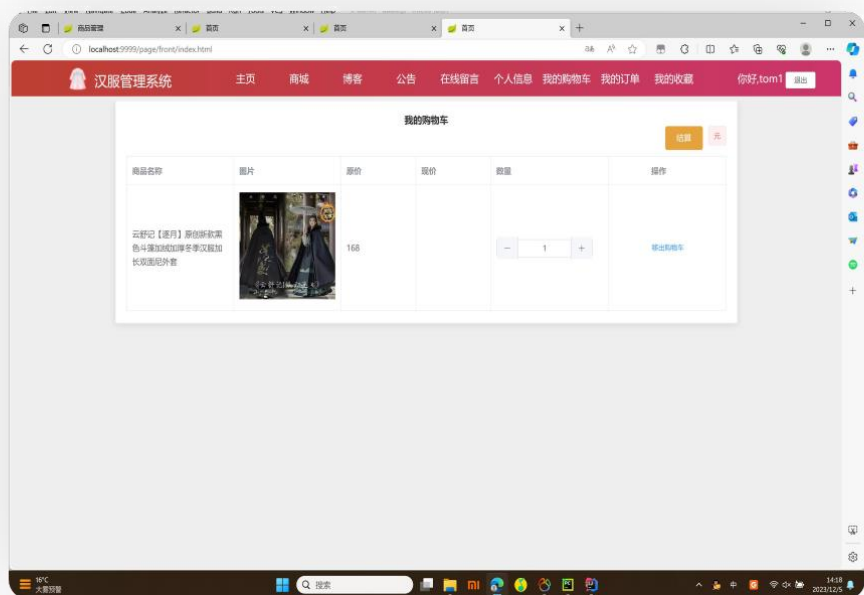 商品管理
首页
首页
首页
localhost:9999/page/front/index.html
汉服管理系统
主页
商城
博客
公告
在线留言
个人信息
我的购物车
我的订单
我的收藏
你好,tom1
退出
我的购物车
结算
元
商品名称
图片
原价
现价
数量
操作
云舒记【逐月】原创新款黑
色斗篷加绒加厚冬季汉服加
长双面尼外套
168
1
移出购物车
16°C
大雾预警
搜索
中
14:18
2023/12/5